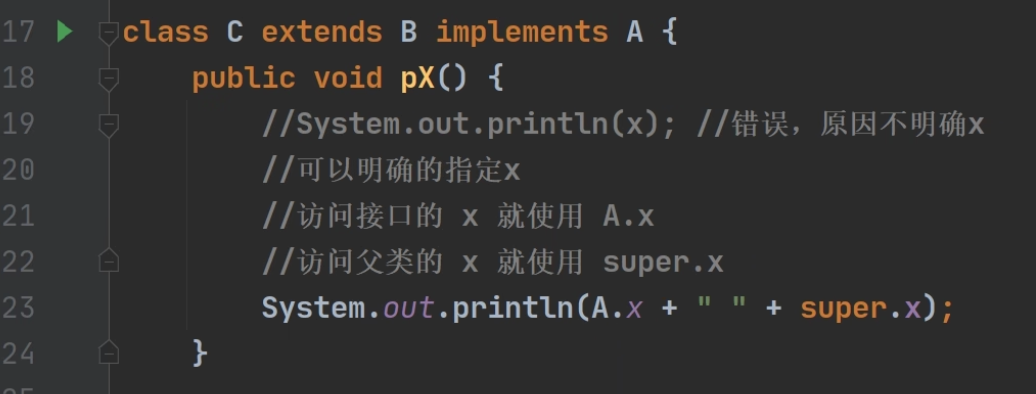 17 class C extends B implements A {
18 public void pX() {
19 //System.out.println(x); //错误，原因不明确x
20 //可以明确的指定x
21 //访问接口的 x 就使用 A.x
22 //访问父类的 x 就使用 super.x
23 System.out.println(A.x + " " + super.x);
24 }